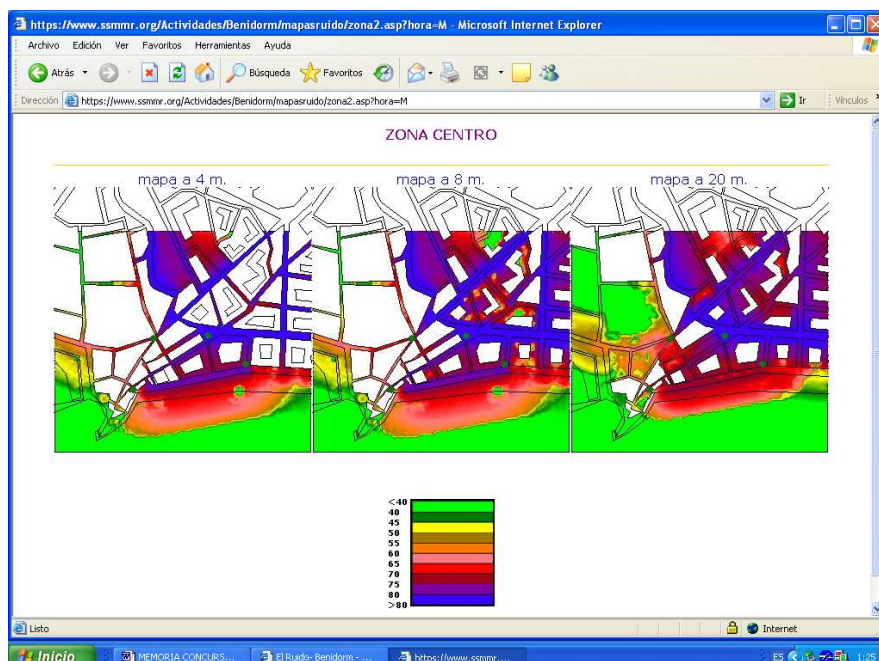 https://www.ssmmr.org/Actividades/Benidorm/mapasruido/zona2.asp?hora=M - Microsoft Internet Explorer
Archivo Edición Ver Favoritos Herramientas Ayuda
Atrás Búsqueda Favoritos
Dirección https://www.ssmmr.org/Actividades/Benidorm/mapasruido/zona2.asp?hora=M Ir Vínculos
ZONA CENTRO
mapa a 4 m. mapa a 8 m. mapa a 20 m.
<40
40
45
50
55
60
65
70
75
80
>80
Listo Internet
Inicio MEMORIA CONCURS... El Ruido- Benidorm - ... https://www.ssmmr.... ES 1:25